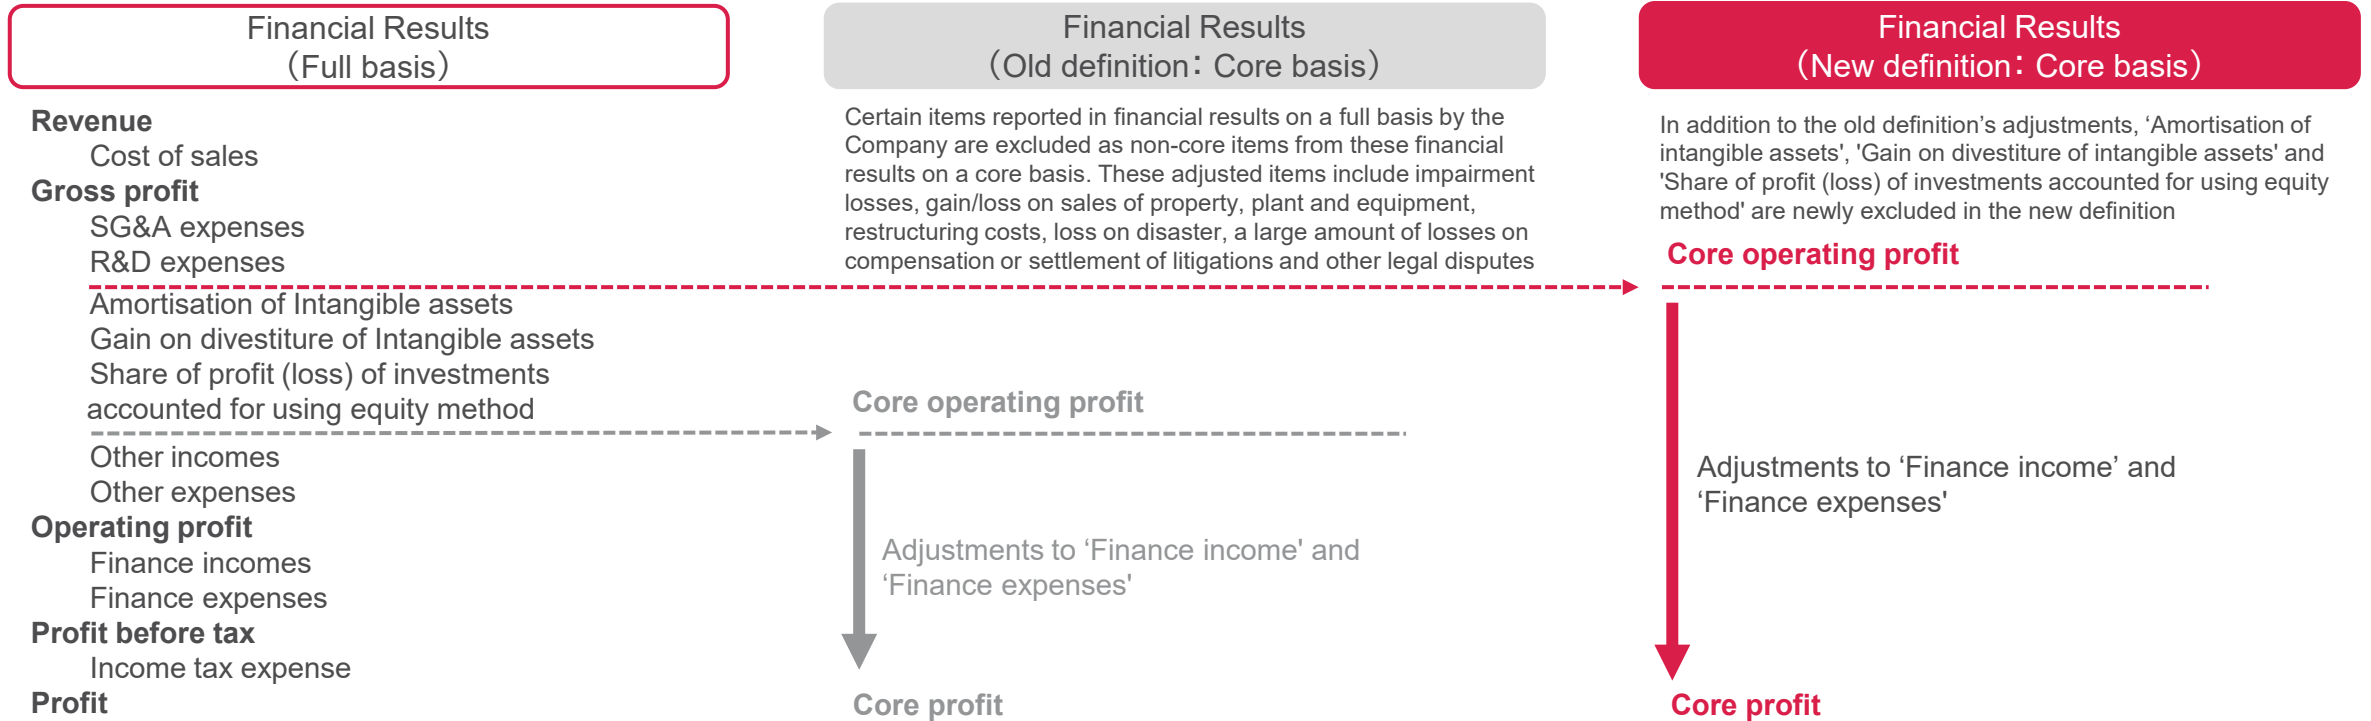 Financial Results
（Full basis）
Revenue
Cost of sales
Gross profit
SG&A expenses
R&D expenses
Amortisation of Intangible assets
Gain on divestiture of Intangible assets
Share of profit (loss) of investments
accounted for using equity method
Other incomes
Other expenses
Operating profit
Finance incomes
Finance expenses
Profit before tax
Income tax expense
Profit
Financial Results
（Old definition：Core basis）
Certain items reported in financial results on a full basis by the
Company are excluded as non-core items from these financial
results on a core basis. These adjusted items include impairment
losses, gain/loss on sales of property, plant and equipment,
restructuring costs, loss on disaster, a large amount of losses on
compensation or settlement of litigations and other legal disputes
Core operating profit
Adjustments to ‘Finance income' and
‘Finance expenses'
Core profit
Financial Results
（New definition：Core basis）
In addition to the old definition’s adjustments, ‘Amortisation of
intangible assets', 'Gain on divestiture of intangible assets' and
'Share of profit (loss) of investments accounted for using equity
method' are newly excluded in the new definition
Core operating profit
Adjustments to ‘Finance income’ and
‘Finance expenses'
Core profit